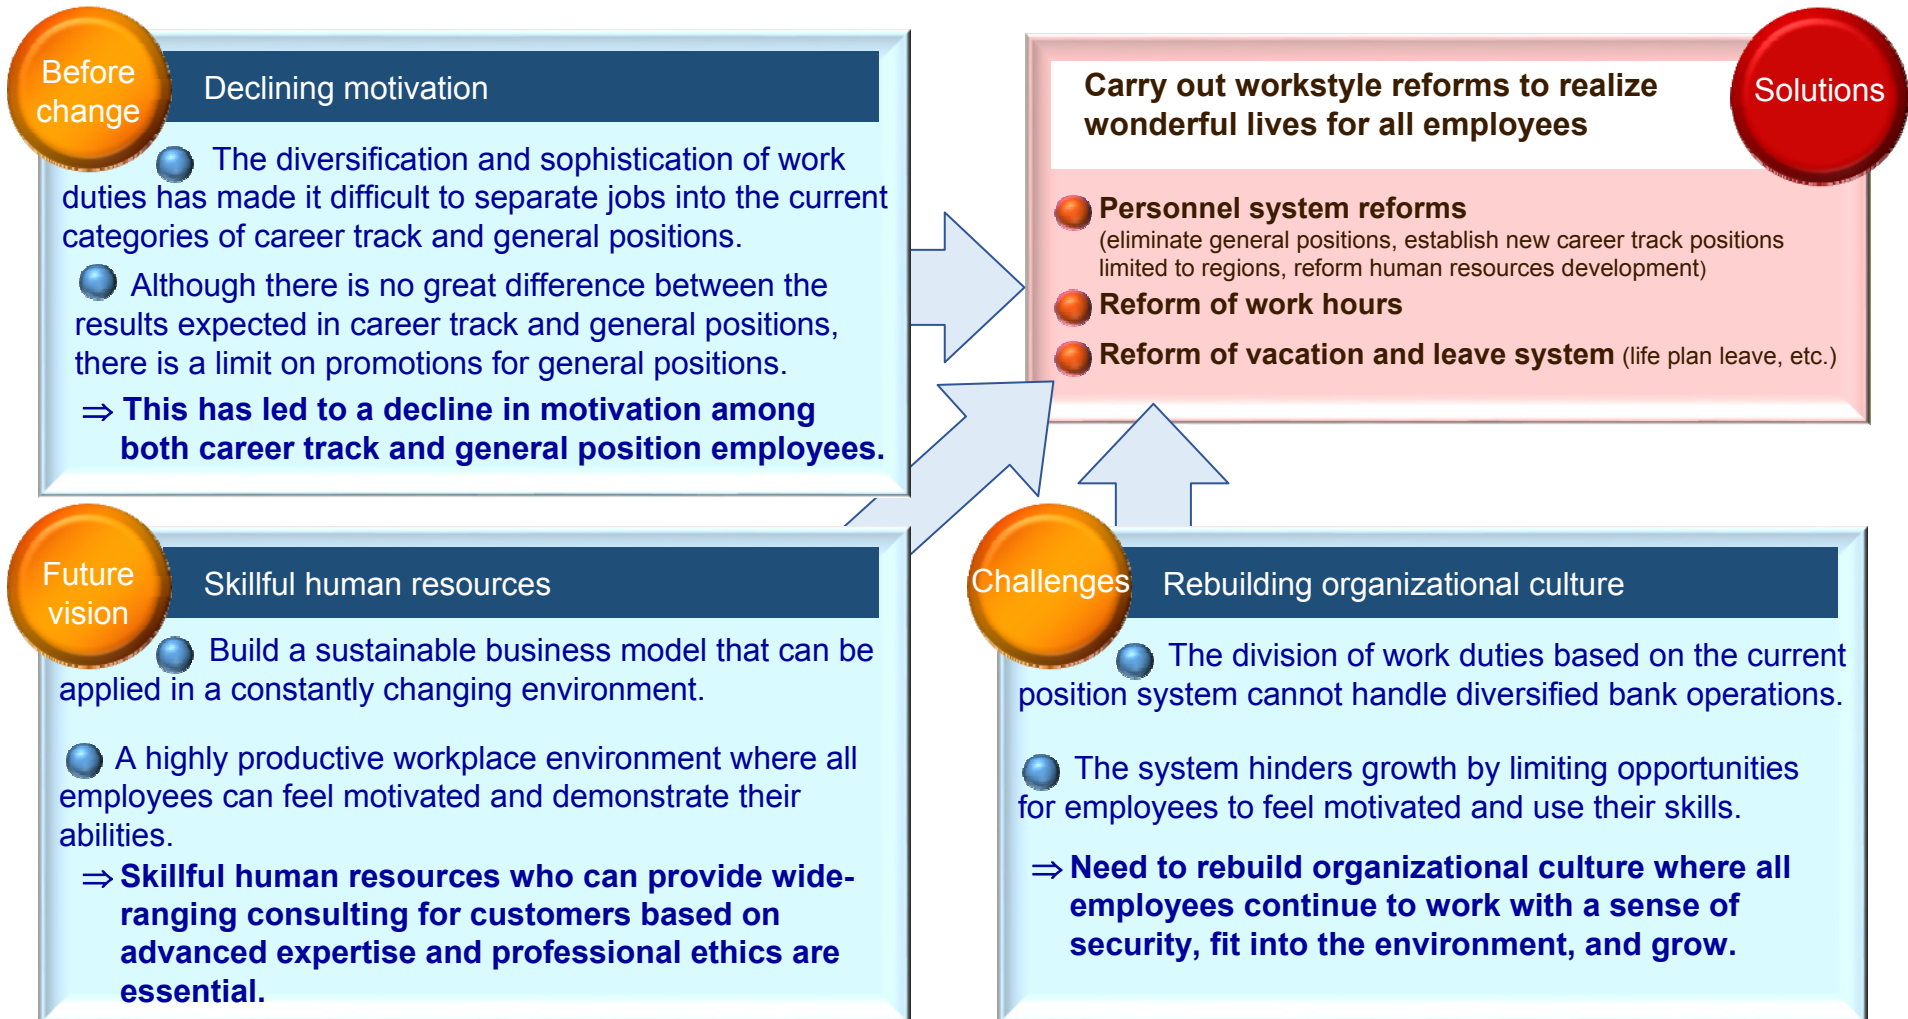 Before
change
Declining motivation
The diversification and sophistication of work
duties has made it difficult to separate jobs into the current
categories of career track and general positions.
Although there is no great difference between the
results expected in career track and general positions,
there is a limit on promotions for general positions.
⇒ This has led to a decline in motivation among
both career track and general position employees.
Solutions
Carry out workstyle reforms to realize
wonderful lives for all employees
Personnel system reforms
(eliminate general positions, establish new career track positions
limited to regions, reform human resources development)
Reform of work hours
Reform of vacation and leave system (life plan leave, etc.)
Future
vision
Skillful human resources
Build a sustainable business model that can be
applied in a constantly changing environment.
A highly productive workplace environment where all
employees can feel motivated and demonstrate their
abilities.
⇒ Skillful human resources who can provide wide-
ranging consulting for customers based on
advanced expertise and professional ethics are
essential.
Challenges
Rebuilding organizational culture
The division of work duties based on the current
position system cannot handle diversified bank operations.
The system hinders growth by limiting opportunities
for employees to feel motivated and use their skills.
⇒ Need to rebuild organizational culture where all
employees continue to work with a sense of
security, fit into the environment, and grow.